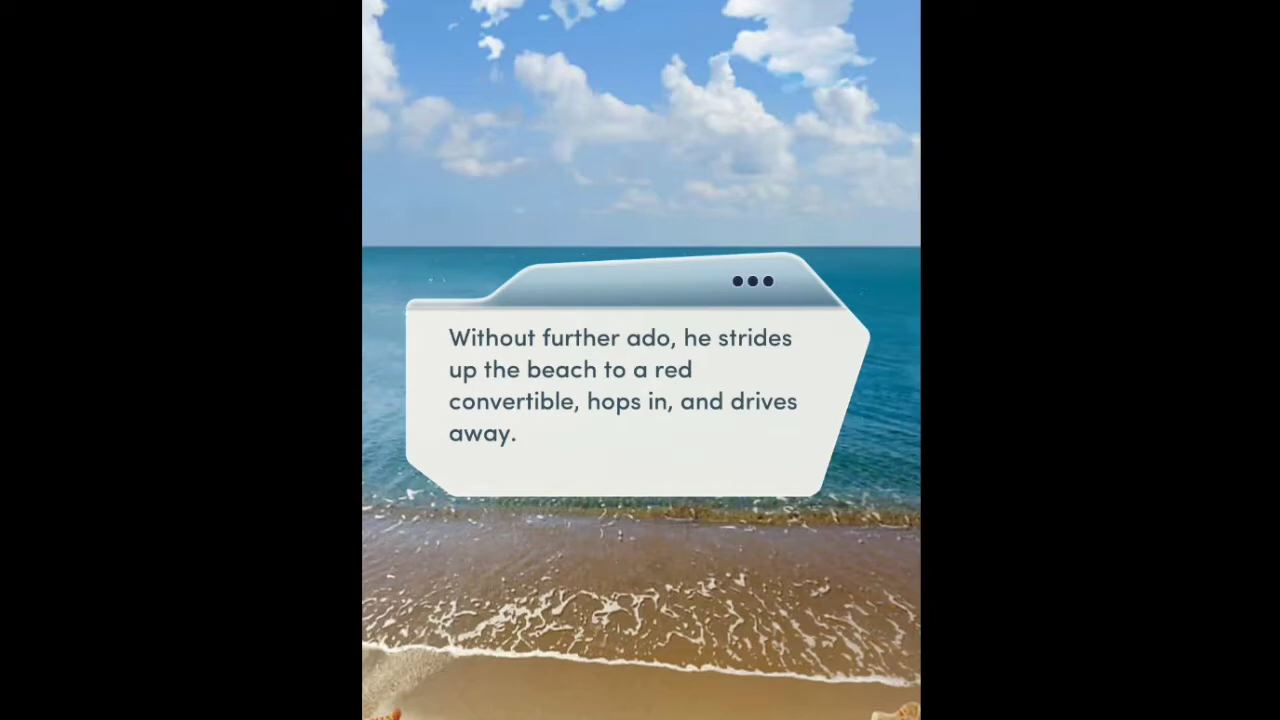 Without further ado, he strides
up the beach to a red
convertible, hops in, and drives
away.